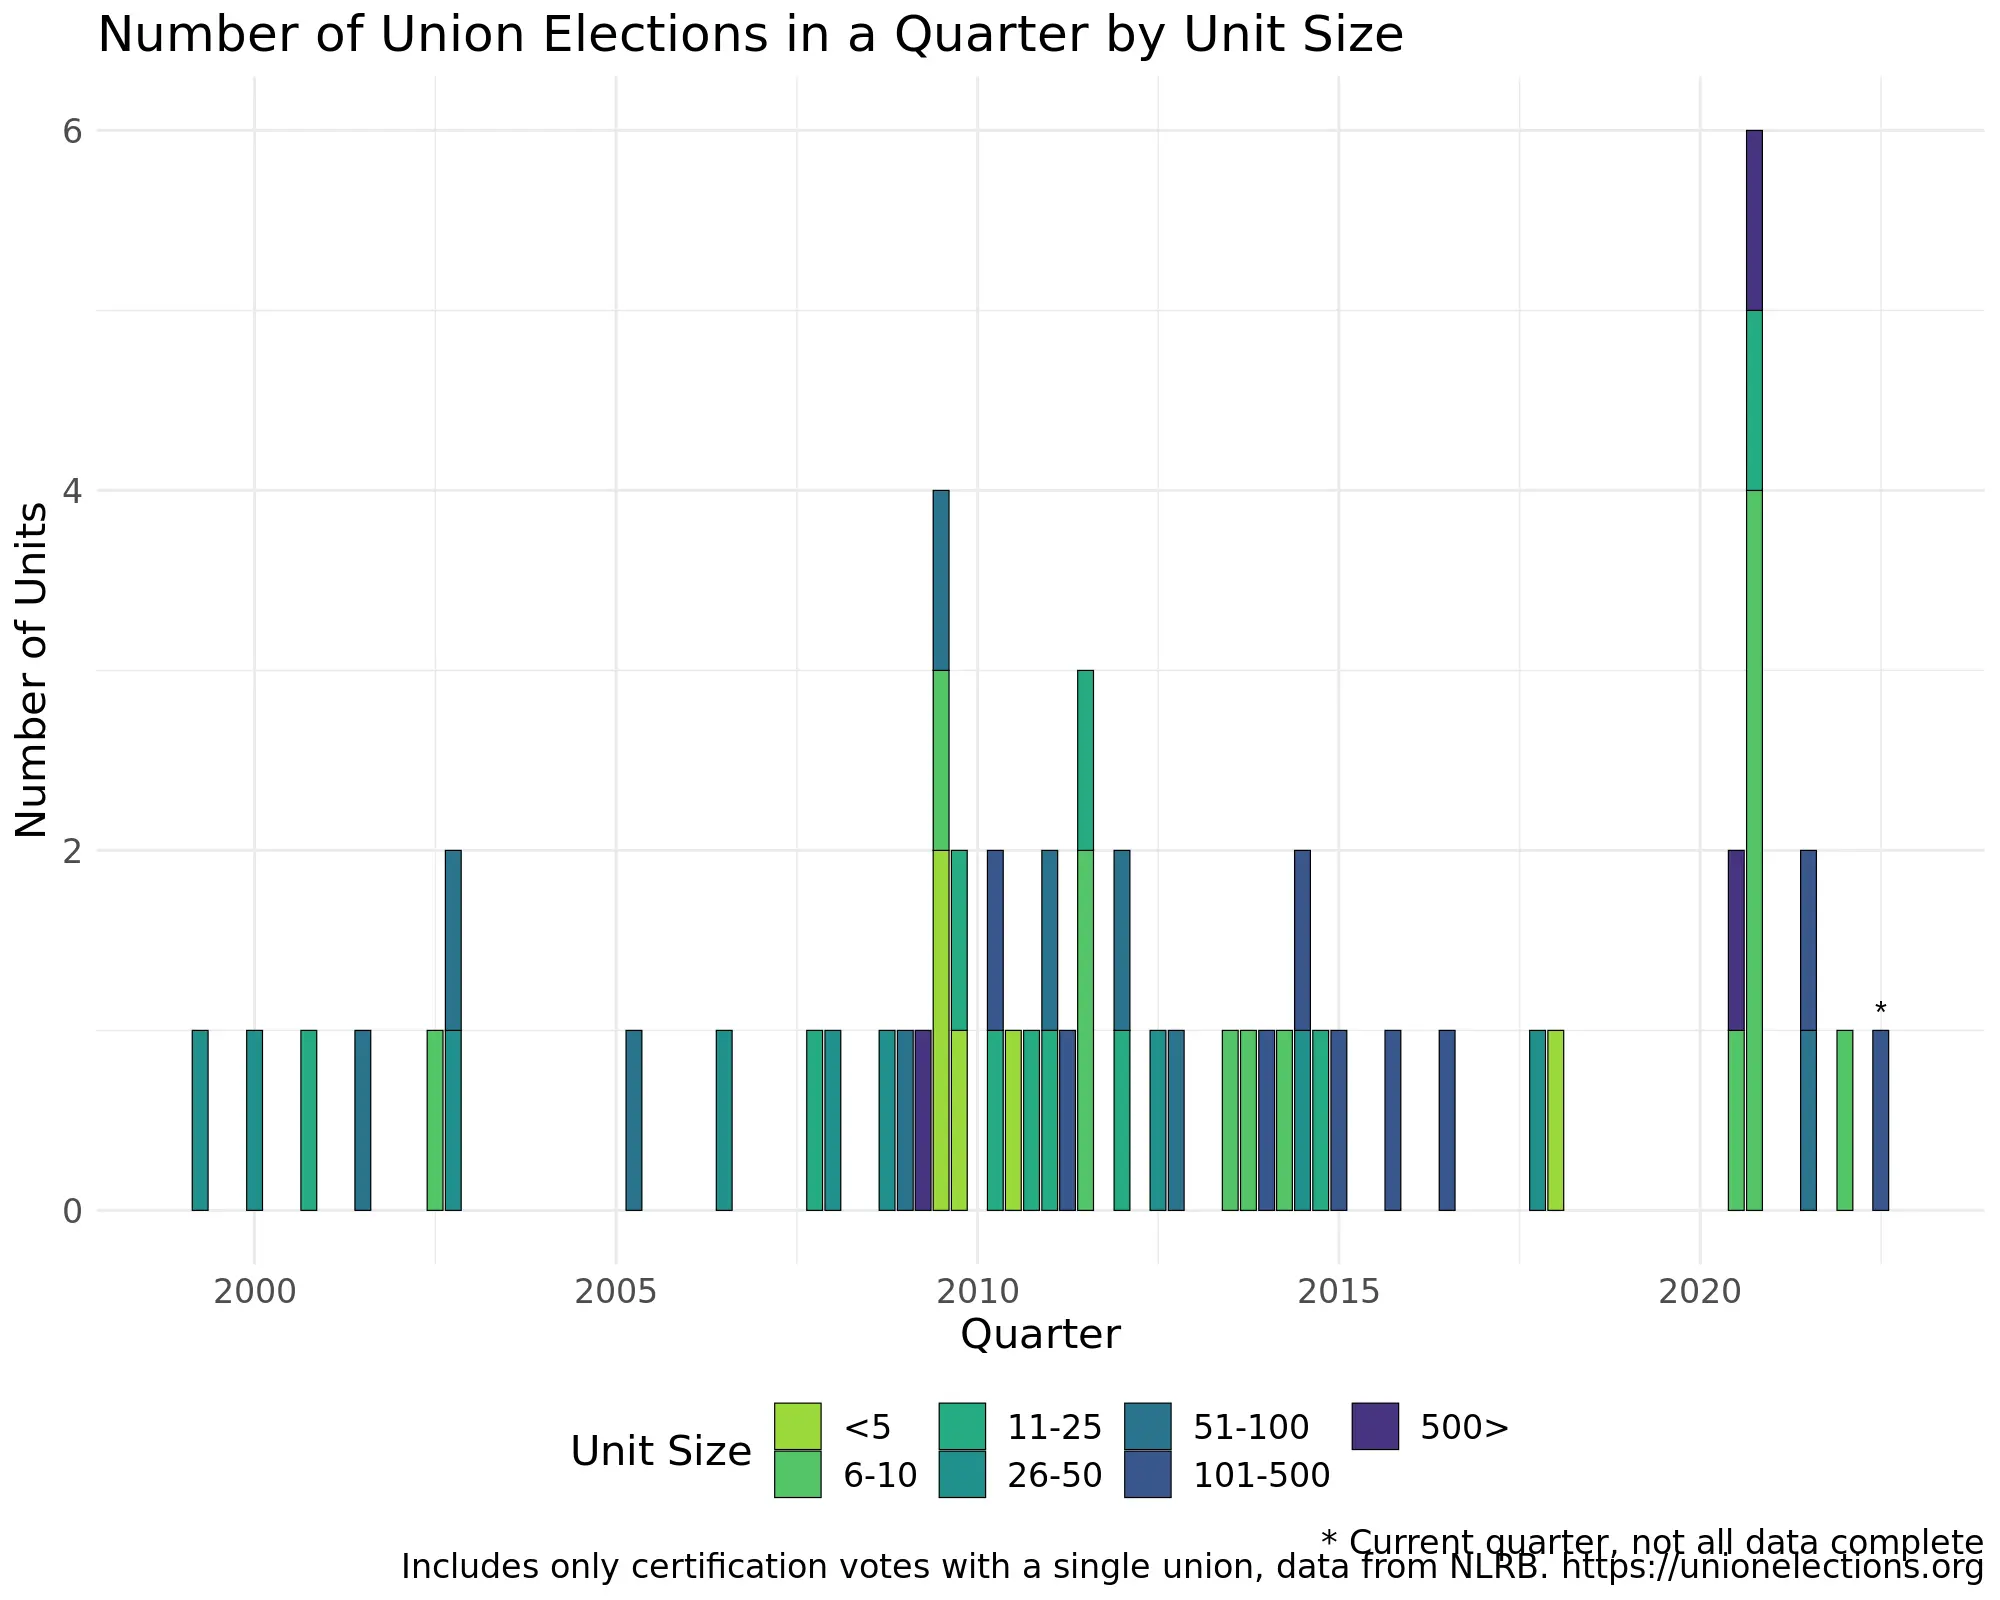 Number of Union Elections in a Quarter by Unit Size
6
4
2
0
Number of Units
*
2000 2005 2010 2015 2020
Quarter
Unit Size
<5 11-25 51-100 500>
6-10 26-50 101-500
* Current quarter, not all data complete
Includes only certification votes with a single union, data from NLRB. https://unionelections.org